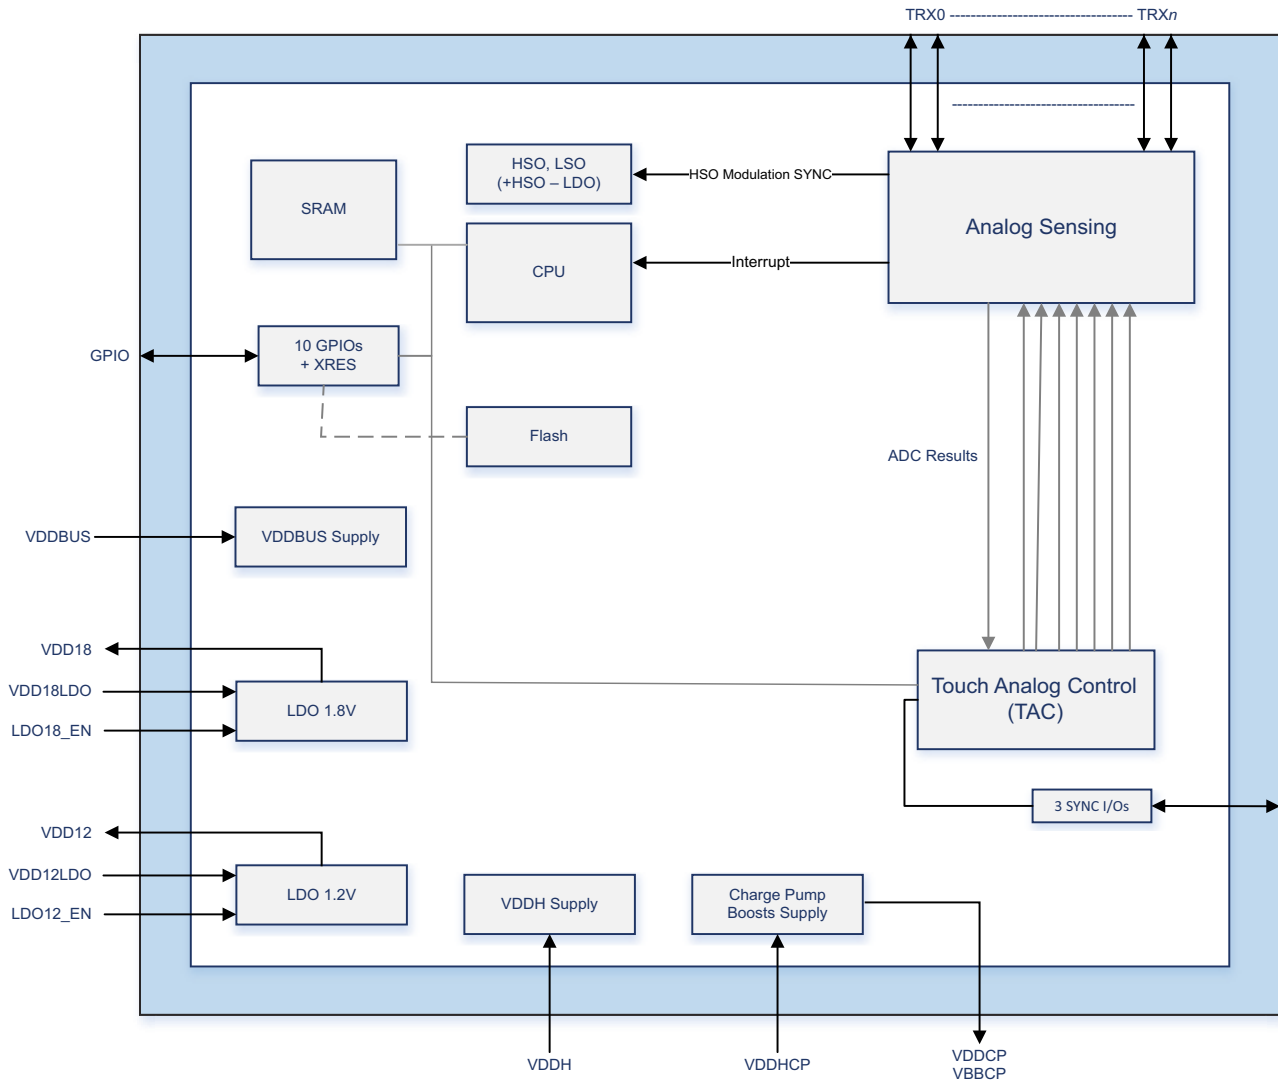 TRX0 ---------------------------------- TRXn
HSO, LSO
(+HSO – LDO)
HSO Modulation SYNC
SRAM
Analog Sensing
CPU
Interrupt
GPIO
10 GPIOs
+ XRES
Flash
ADC Results
VDDBUS
VDDBUS Supply
VDD18
VDD18LDO
LDO18_EN
LDO 1.8V
Touch Analog Control
(TAC)
3 SYNC I/Os
VDD12
VDD12LDO
LDO12_EN
LDO 1.2V
VDDH Supply
Charge Pump
Boosts Supply
VDDH
VDDHCP
VDDCP
VBBCP